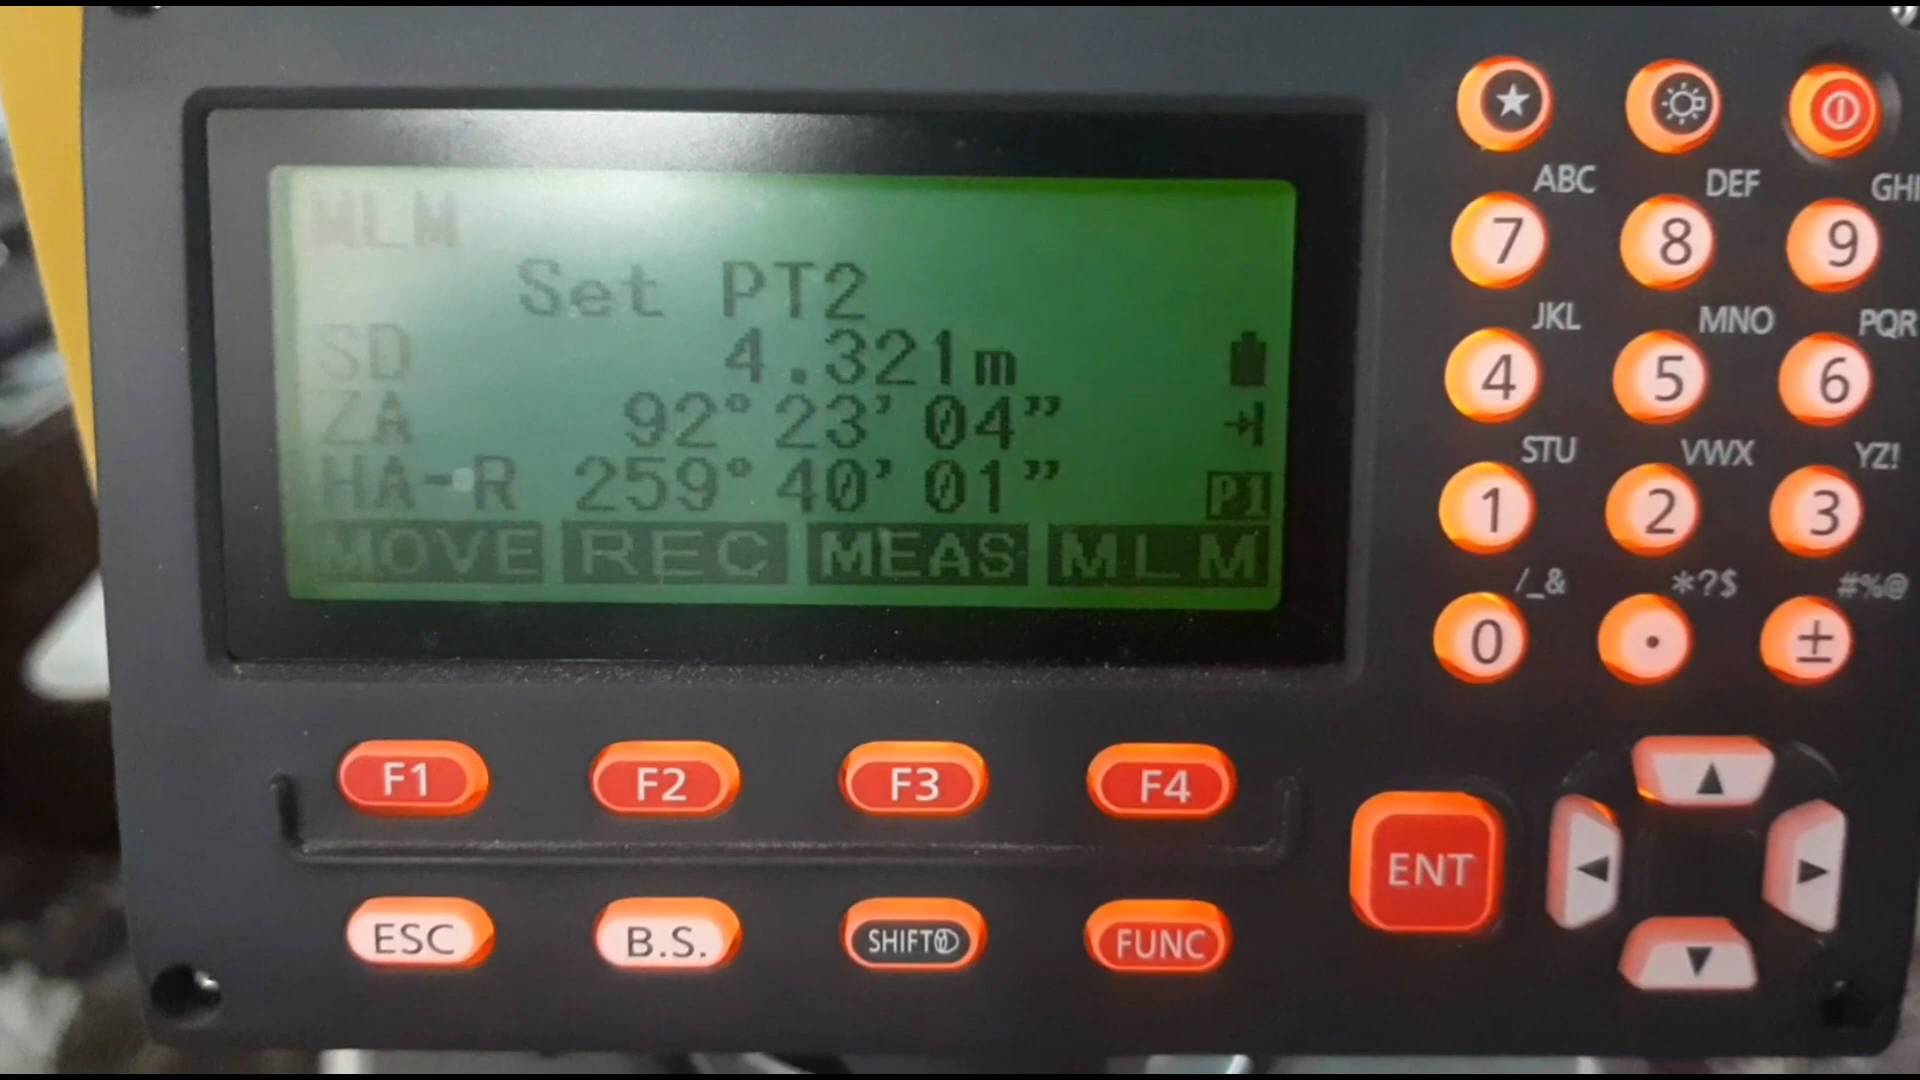 MLM
Set PT2
SD 4.321m
ZA 92°23'04"
HA-R 259°40'01" P1
MOVE REC MEAS MLM
ABC DEF GHI
7 8 9
JKL MNO PQR
4 5 6
STU VWX YZ!
1 2 3
/_& *?$ #%@
0 . ±
F1 F2 F3 F4
ENT
ESC B.S. SHIFT FUNC